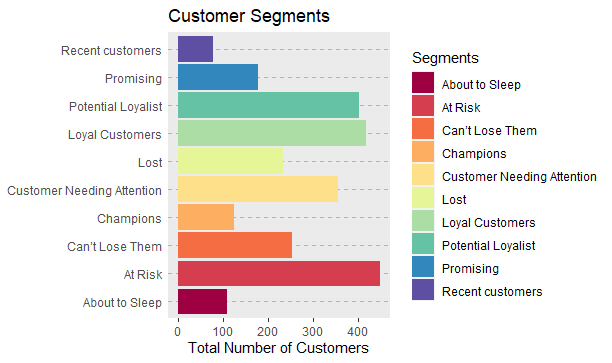 Customer Segments
Recent customers
Promising
Potential Loyalist
Loyal Customers
Lost
Customer Needing Attention
Champions
Can't Lose Them
At Risk
About to Sleep
0 100 200 300 400
Total Number of Customers
Segments
About to Sleep
At Risk
Can't Lose Them
Champions
Customer Needing Attention
Lost
Loyal Customers
Potential Loyalist
Promising
Recent customers